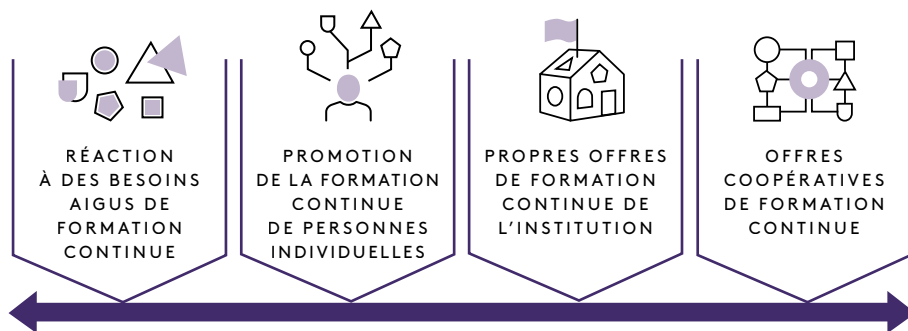 RÉACTION
À DES BESOINS
AIGUS DE
FORMATION
CONTINUE
PROMOTION
DE LA FORMATION
CONTINUE
DE PERSONNES
INDIVIDUELLES
PROPRES OFFRES
DE FORMATION
CONTINUE DE
L’INSTITUTION
OFFRES
COOPÉRATIVES
DE FORMATION
CONTINUE